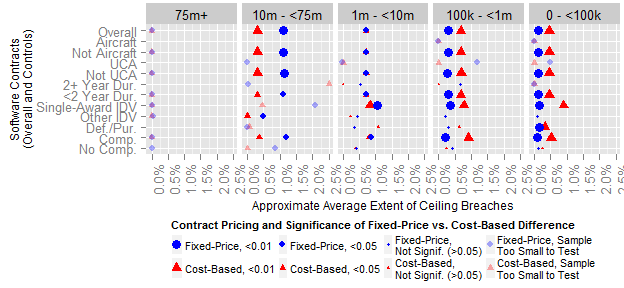 75m+ 10m - <75m 1m - <10m 100k - <1m 0 - <100k
Software Contracts
(Overall and Controls)
Overall
Aircraft
Not Aircraft
UCA
Not UCA
2+ Year Dur.
<2 Year Dur.
Single-Award IDV
Other IDV
Def./Pur.
Comp.
No Comp.
0.0% 0.5% 1.0% 1.5% 2.0% 2.5% 0.0% 0.5% 1.0% 1.5% 2.0% 2.5% 0.0% 0.5% 1.0% 1.5% 2.0% 2.5% 0.0% 0.5% 1.0% 1.5% 2.0% 2.5% 0.0% 0.5% 1.0% 1.5% 2.0% 2.5%
Approximate Average Extent of Ceiling Breaches
Contract Pricing and Significance of Fixed-Price vs. Cost-Based Difference
Fixed-Price, <0.01
Fixed-Price, <0.05
Fixed-Price,
Not Signif. (>0.05)
Fixed-Price, Sample
Too Small to Test
Cost-Based, <0.01
Cost-Based, <0.05
Cost-Based,
Not Signif. (>0.05)
Cost-Based, Sample
Too Small to Test